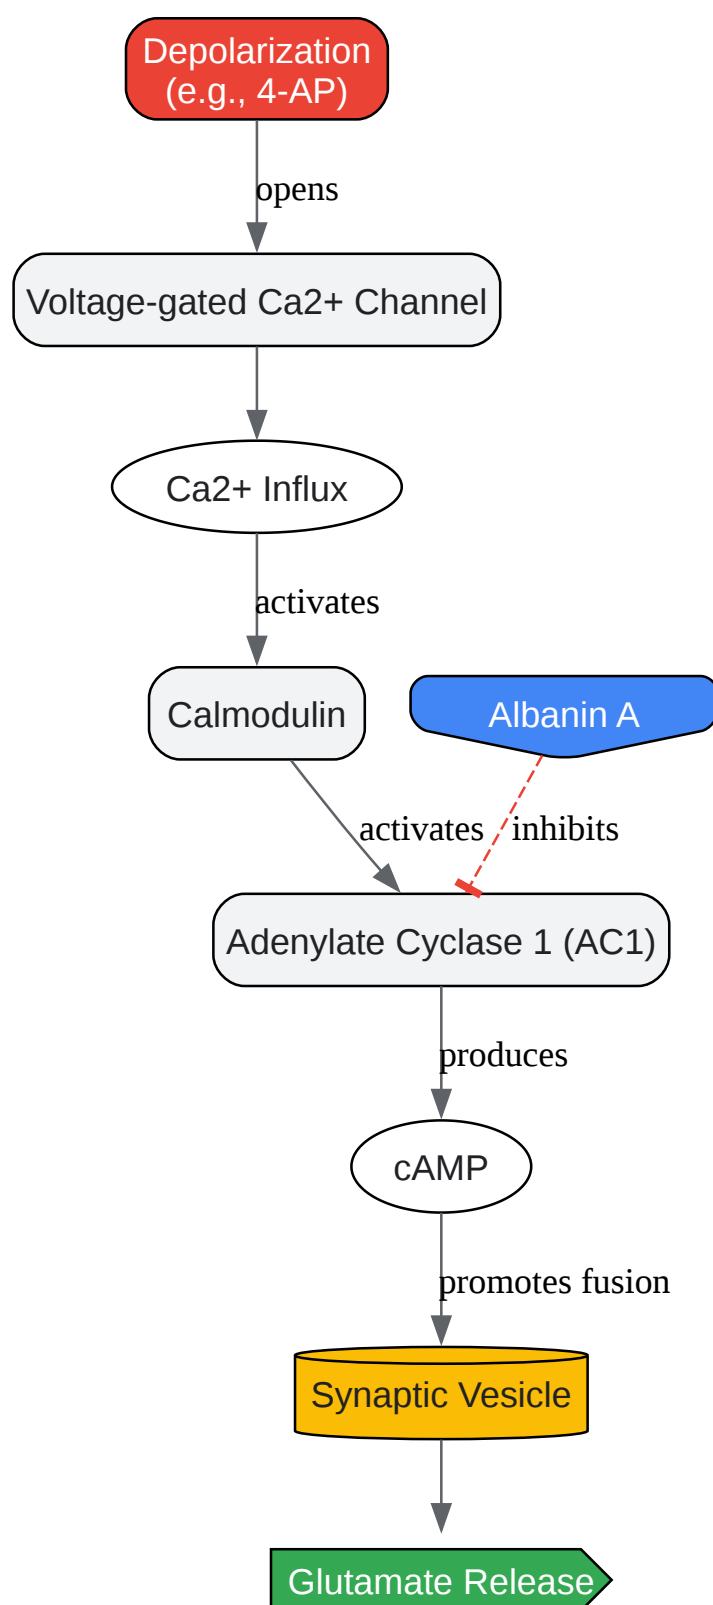 Depolarization
(e.g., 4-AP)
opens
Voltage-gated Ca2+ Channel
Ca2+ Influx
activates
Calmodulin
Albanin A
activates
inhibits
Adenylate Cyclase 1 (AC1)
produces
cAMP
promotes fusion
Synaptic Vesicle
Glutamate Release